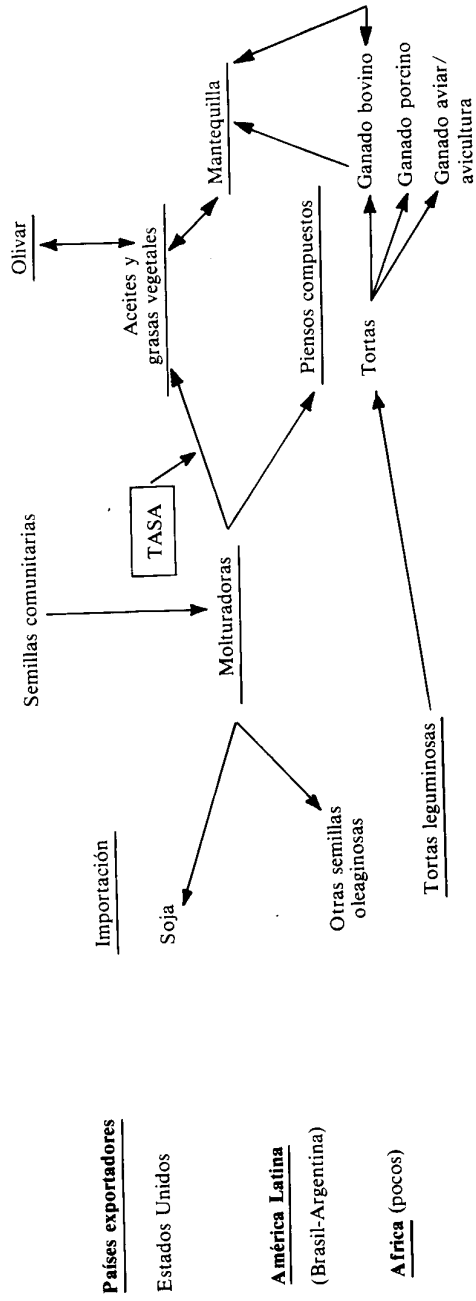 Países exportadores
Estados Unidos
América Latina
(Brasil-Argentina)
Africa (pocos)
Importación
Soja
Otras semillas
oleaginosas
Tortas leguminosas
Semillas comunitarias
Molturadoras
TASA
Olivar
Aceites y
grasas vegetales
Mantequilla
Piensos compuestos
Tortas
Ganado bovino
Ganado porcino
Ganado aviar/
avicultura